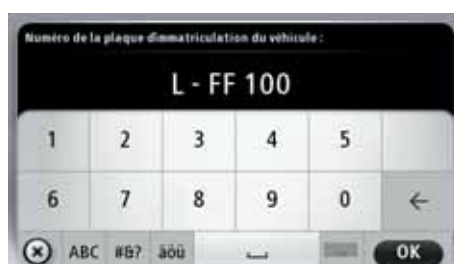 Numéro de la plaque d'immatriculation du véhicule :
L - FF 100
1 2 3 4 5
6 7 8 9 0 ←
ABC #&? äöü OK